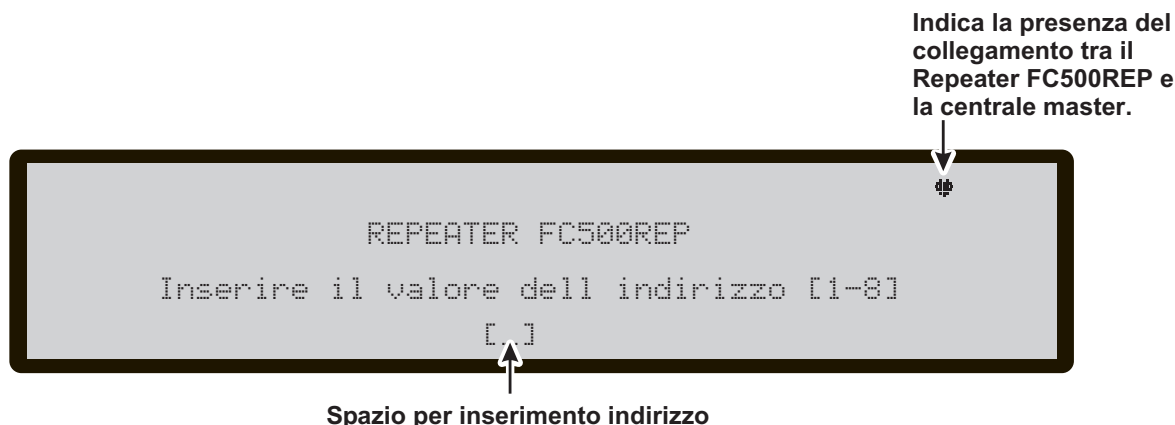 Indica la presenza del
collegamento tra il
Repeater FC500REP e
la centrale master.
REPEATER FC500REP
Inserire il valore dell indirizzo [1-8]
[_]
Spazio per inserimento indirizzo